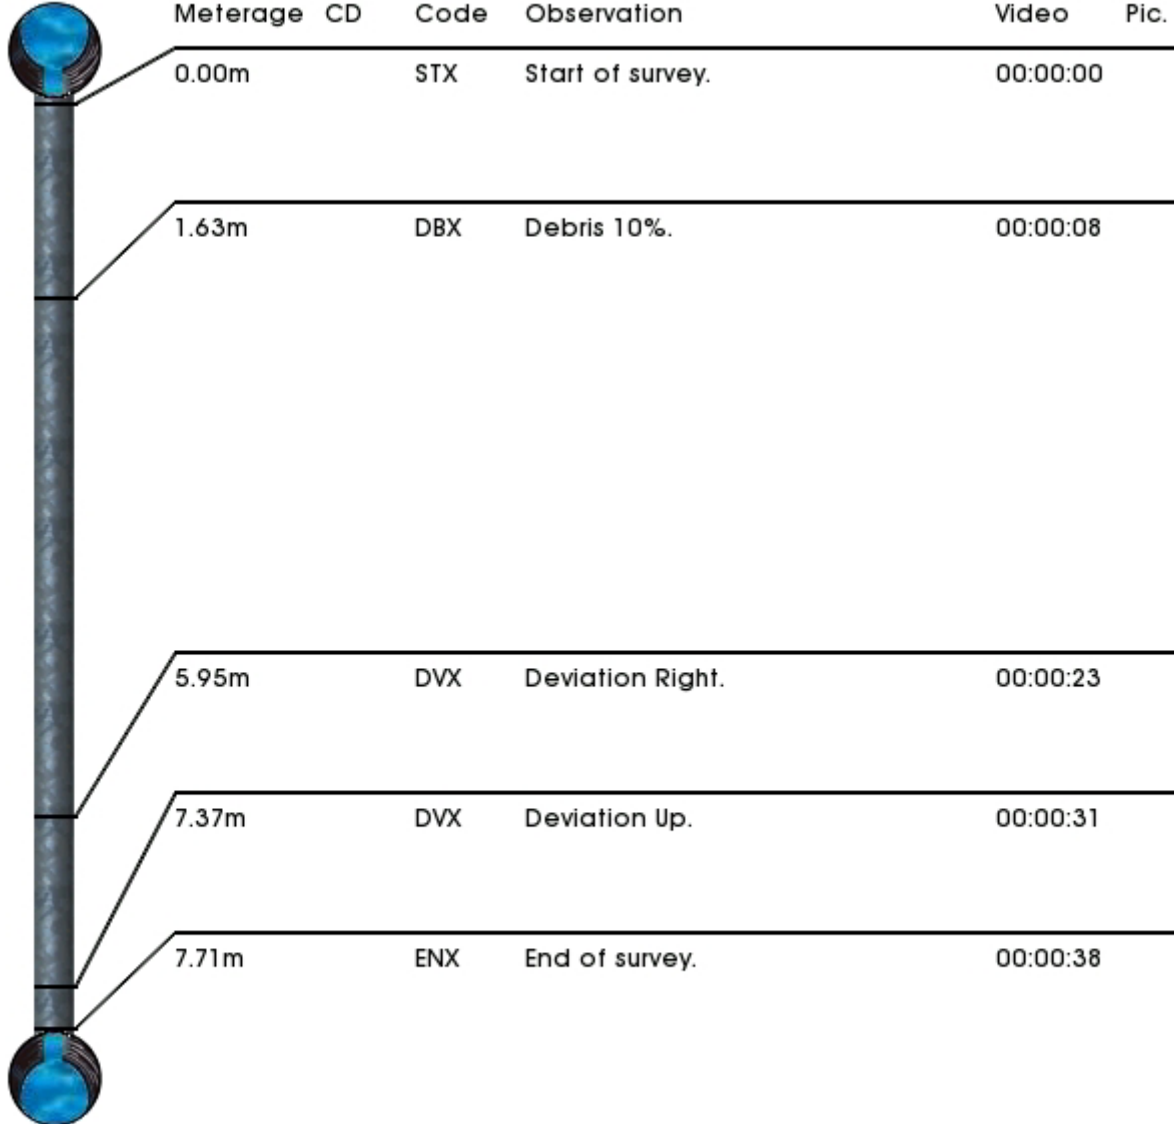 Meterage CD Code Observation Video Pic.
0.00m STX Start of survey. 00:00:00
1.63m DBX Debris 10%. 00:00:08
5.95m DVX Deviation Right. 00:00:23
7.37m DVX Deviation Up. 00:00:31
7.71m ENX End of survey. 00:00:38